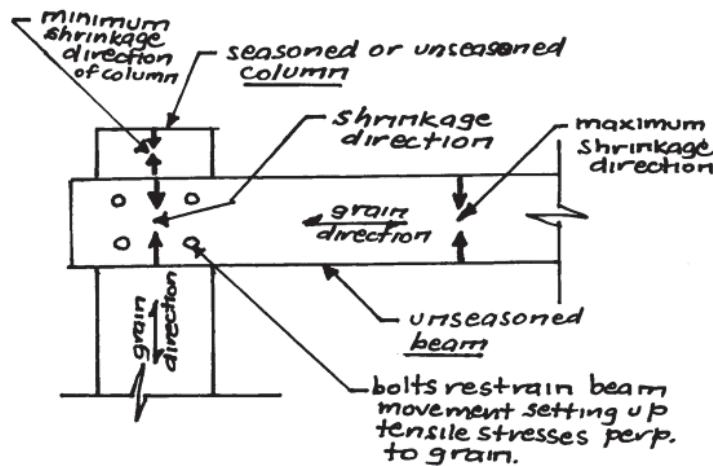 minimum
shrinkage
direction
of column
seasoned or unseasoned
column
shrinkage
direction
maximum
shrinkage
direction
grain
direction
grain
direction
unseasoned
beam
bolts restrain beam
movement setting up
tensile stresses perp.
to grain.